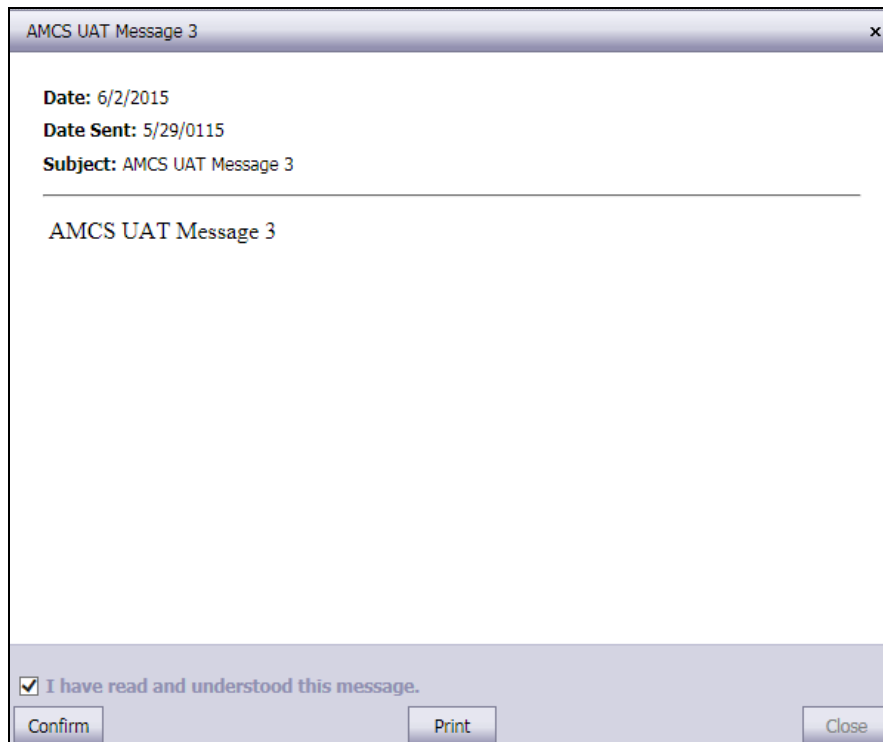 AMCS UAT Message 3 x
Date: 6/2/2015
Date Sent: 5/29/0115
Subject: AMCS UAT Message 3
AMCS UAT Message 3
I have read and understood this message.
Confirm Print Close